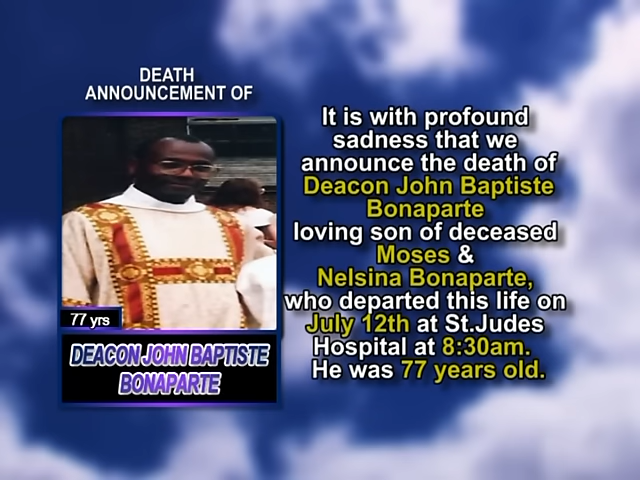 DEATH
ANNOUNCEMENT OF
77 yrs
DEACON JOHN BAPTISTE
BONAPARTE
It is with profound
sadness that we
announce the death of
Deacon John Baptiste
Bonaparte
loving son of deceased
Moses &
Nelsina Bonaparte,
who departed this life on
July 12th at St.Judes
Hospital at 8:30am.
He was 77 years old.